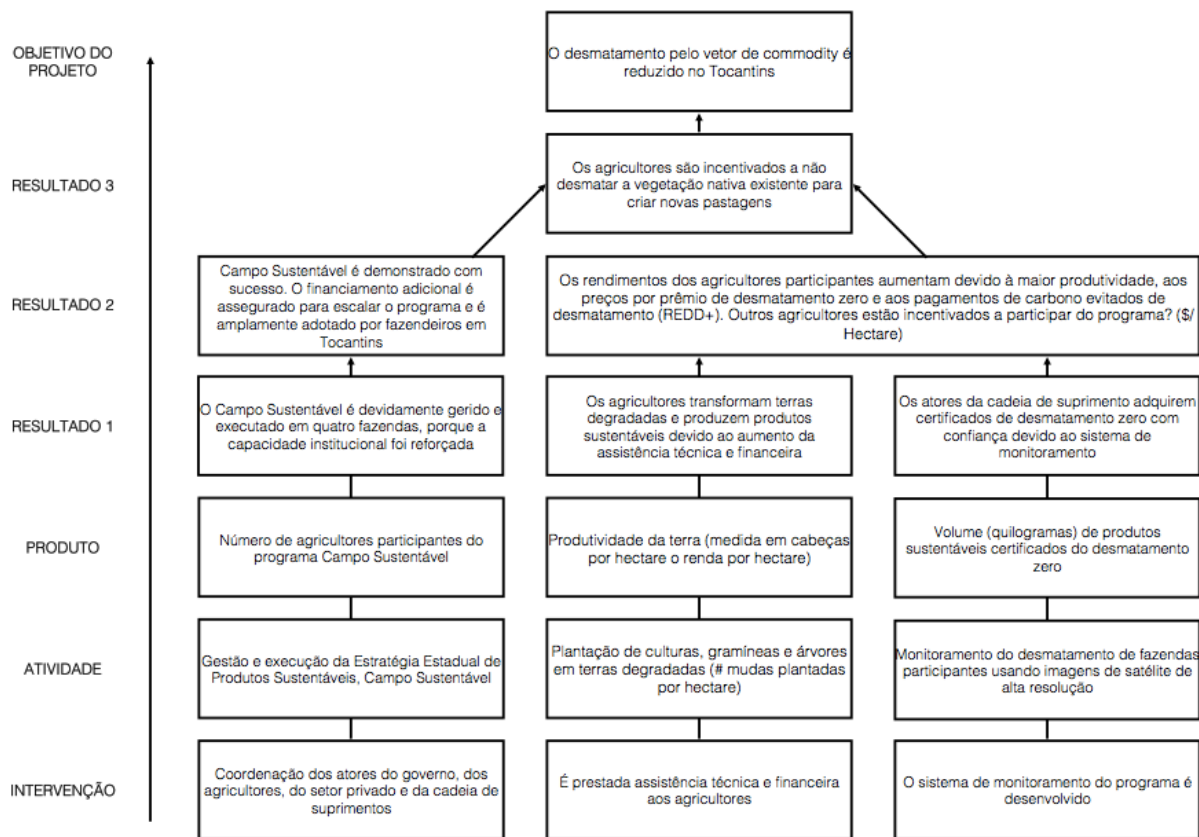 OBJETIVO DO
PROJETO
O desmatamento pelo vetor de commodity é
reduzido no Tocantins
RESULTADO 3
Os agricultores são incentivados a não
desmatar a vegetação nativa existente para
criar novas pastagens
RESULTADO 2
Campo Sustentável é demonstrado com
sucesso. O financiamento adicional é
assegurado para escalar o programa e é
amplamente adotado por fazendeiros em
Tocantins
Os rendimentos dos agricultores participantes aumentam devido à maior produtividade, aos
preços por prêmio de desmatamento zero e aos pagamentos de carbono evitados de
desmatamento (REDD+). Outros agricultores estão incentivados a participar do programa? ($/
Hectare)
RESULTADO 1
O Campo Sustentável é devidamente gerido e
executado em quatro fazendas, porque a
capacidade institucional foi reforçada
Os agricultores transformam terras
degradadas e produzem produtos
sustentáveis devido ao aumento da
assistência técnica e financeira
Os atores da cadeia de suprimento adquirem
certificados de desmatamento zero com
confiança devido ao sistema de
monitoramento
PRODUTO
Número de agricultores participantes do
programa Campo Sustentável
Produtividade da terra (medida em cabeças
por hectare o renda por hectare)
Volume (quilogramas) de produtos
sustentáveis certificados do desmatamento
zero
ATIVIDADE
Gestão e execução da Estratégia Estadual de
Produtos Sustentáveis, Campo Sustentável
Plantação de culturas, gramíneas e árvores
em terras degradadas (# mudas plantadas
por hectare)
Monitoramento do desmatamento de fazendas
participantes usando imagens de satélite de
alta resolução
INTERVENÇÃO
Coordenação dos atores do governo, dos
agricultores, do setor privado e da cadeia de
suprimentos
É prestada assistência técnica e financeira
aos agricultores
O sistema de monitoramento do programa é
desenvolvido